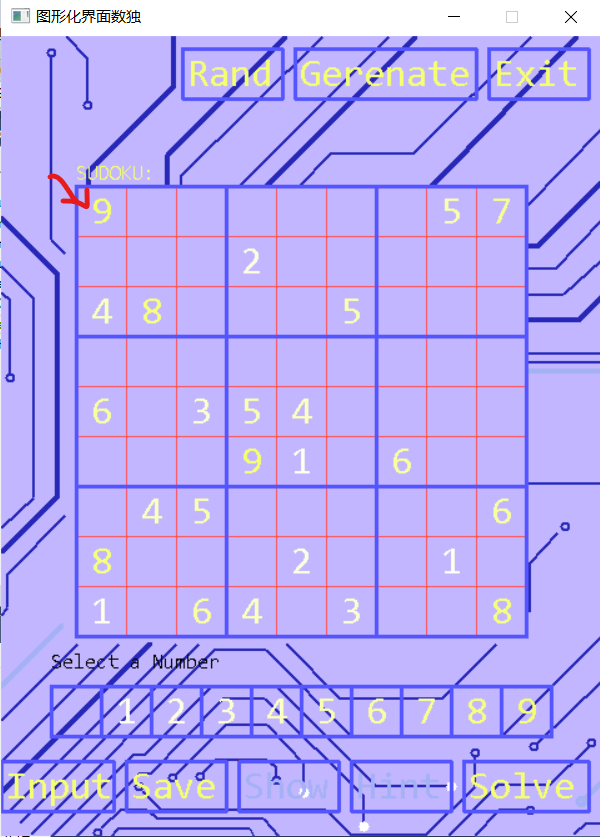 图形化界面数独
Rand Gerenate Exit
SUDOKU:
9 5 7
2
4 8 5
6 3 5 4
9 1 6
4 5 6
8 2 1
1 6 4 3 8
Select a Number
1 2 3 4 5 6 7 8 9
Input Save Show Hint Solve